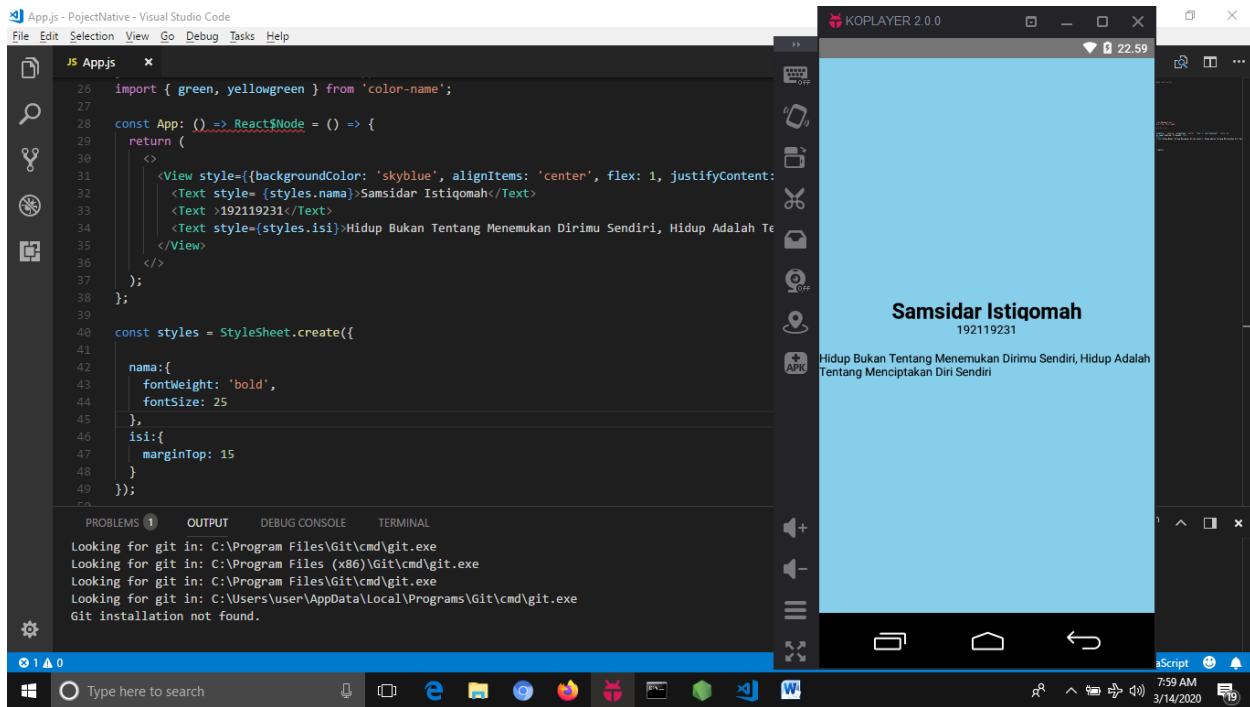 App.js - PojectNative - Visual Studio Code
File Edit Selection View Go Debug Tasks Help
JS App.js ×
26 import { green, yellowgreen } from 'color-name';
27
28 const App: () => React$Node = () => {
29 return (
30 <>
31 <View style={{backgroundColor: 'skyblue', alignItems: 'center', flex: 1, justifyContent:
32 <Text style= {styles.nama}>Samsidar Istiqomah</Text>
33 <Text >192119231</Text>
34 <Text style={styles.isi}>Hidup Bukan Tentang Menemukan Dirimu Sendiri, Hidup Adalah Te
35 </View>
36 </>
37 );
38 };
39
40 const styles = StyleSheet.create({
41
42 nama:{
43 fontWeight: 'bold',
44 fontSize: 25
45 },
46 isi:{
47 marginTop: 15
48 }
49 });
PROBLEMS 1 OUTPUT DEBUG CONSOLE TERMINAL
Looking for git in: C:\Program Files\Git\cmd\git.exe
Looking for git in: C:\Program Files (x86)\Git\cmd\git.exe
Looking for git in: C:\Program Files\Git\cmd\git.exe
Looking for git in: C:\Users\user\AppData\Local\Programs\Git\cmd\git.exe
Git installation not found.
1 0
aScript
KOPLAYER 2.0.0
22.59
OFF
OFF
APK
Samsidar Istiqomah
192119231
Hidup Bukan Tentang Menemukan Dirimu Sendiri, Hidup Adalah
Tentang Menciptakan Diri Sendiri
Type here to search
7:59 AM
3/14/2020
19